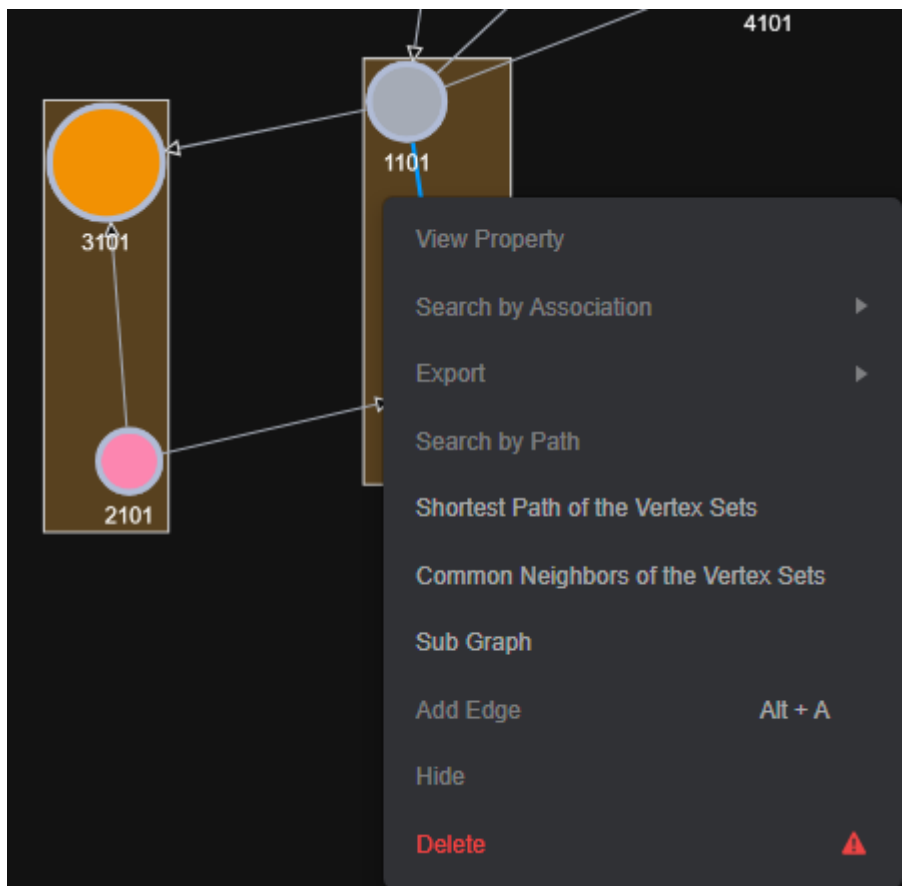 4101
1101
3101
2101
View Property
Search by Association
Export
Search by Path
Shortest Path of the Vertex Sets
Common Neighbors of the Vertex Sets
Sub Graph
Add Edge Alt + A
Hide
Delete